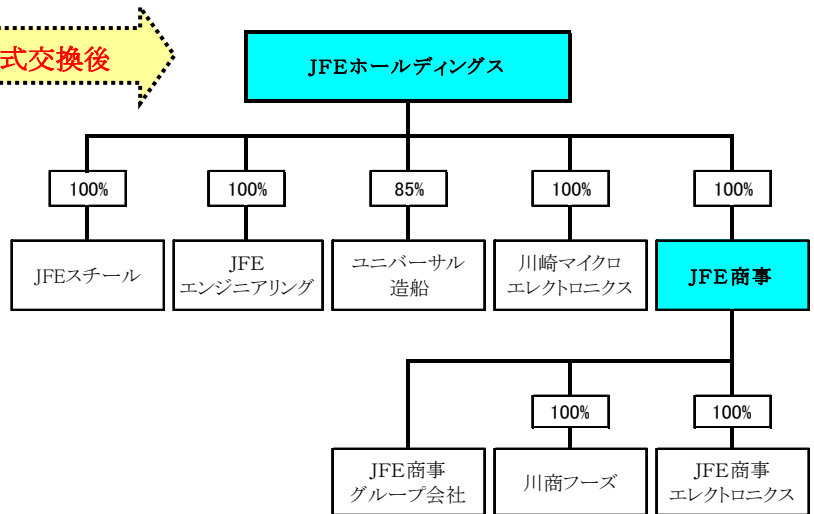 式交換後
JFEホールディングス
100%
100%
85%
100%
100%
JFEスチール
JFE
エンジニアリング
ユニバーサル
造船
川崎マイクロ
エレクトロニクス
JFE商事
100%
100%
JFE商事
グループ会社
川商フーズ
JFE商事
エレクトロニクス